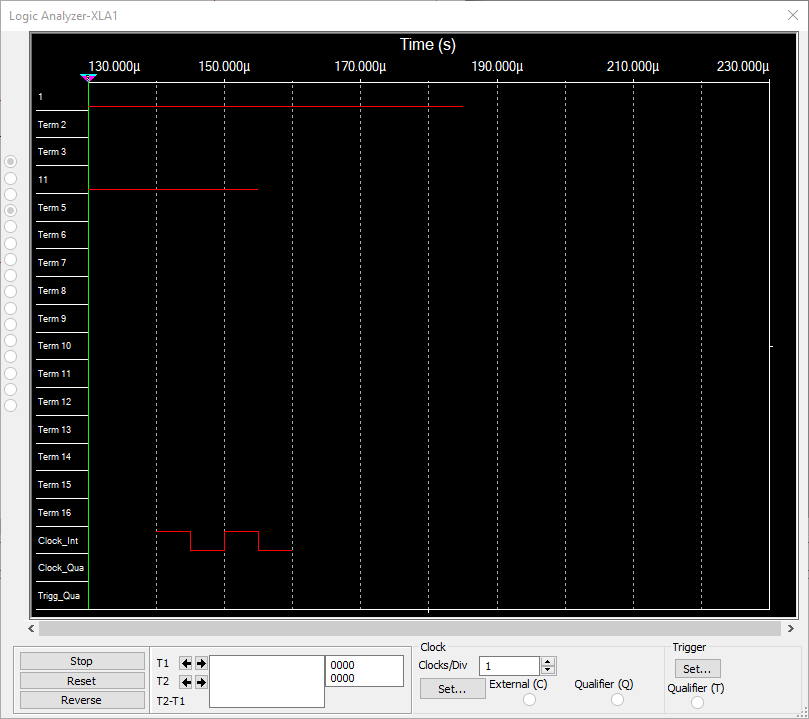 Logic Analyzer-XLA1
Time (s)
130.000µ 150.000µ 170.000µ 190.000µ 210.000µ 230.000µ
1
Term 2
Term 3
11
Term 5
Term 6
Term 7
Term 8
Term 9
Term 10
Term 11
Term 12
Term 13
Term 14
Term 15
Term 16
Clock_Int
Clock_Qua
Trigg_Qua
Stop
Reset
Reverse
T1
T2
T2-T1
0000
0000
Clock
Clocks/Div 1
Set...
External (C)
Qualifier (Q)
Trigger
Set...
Qualifier (T)